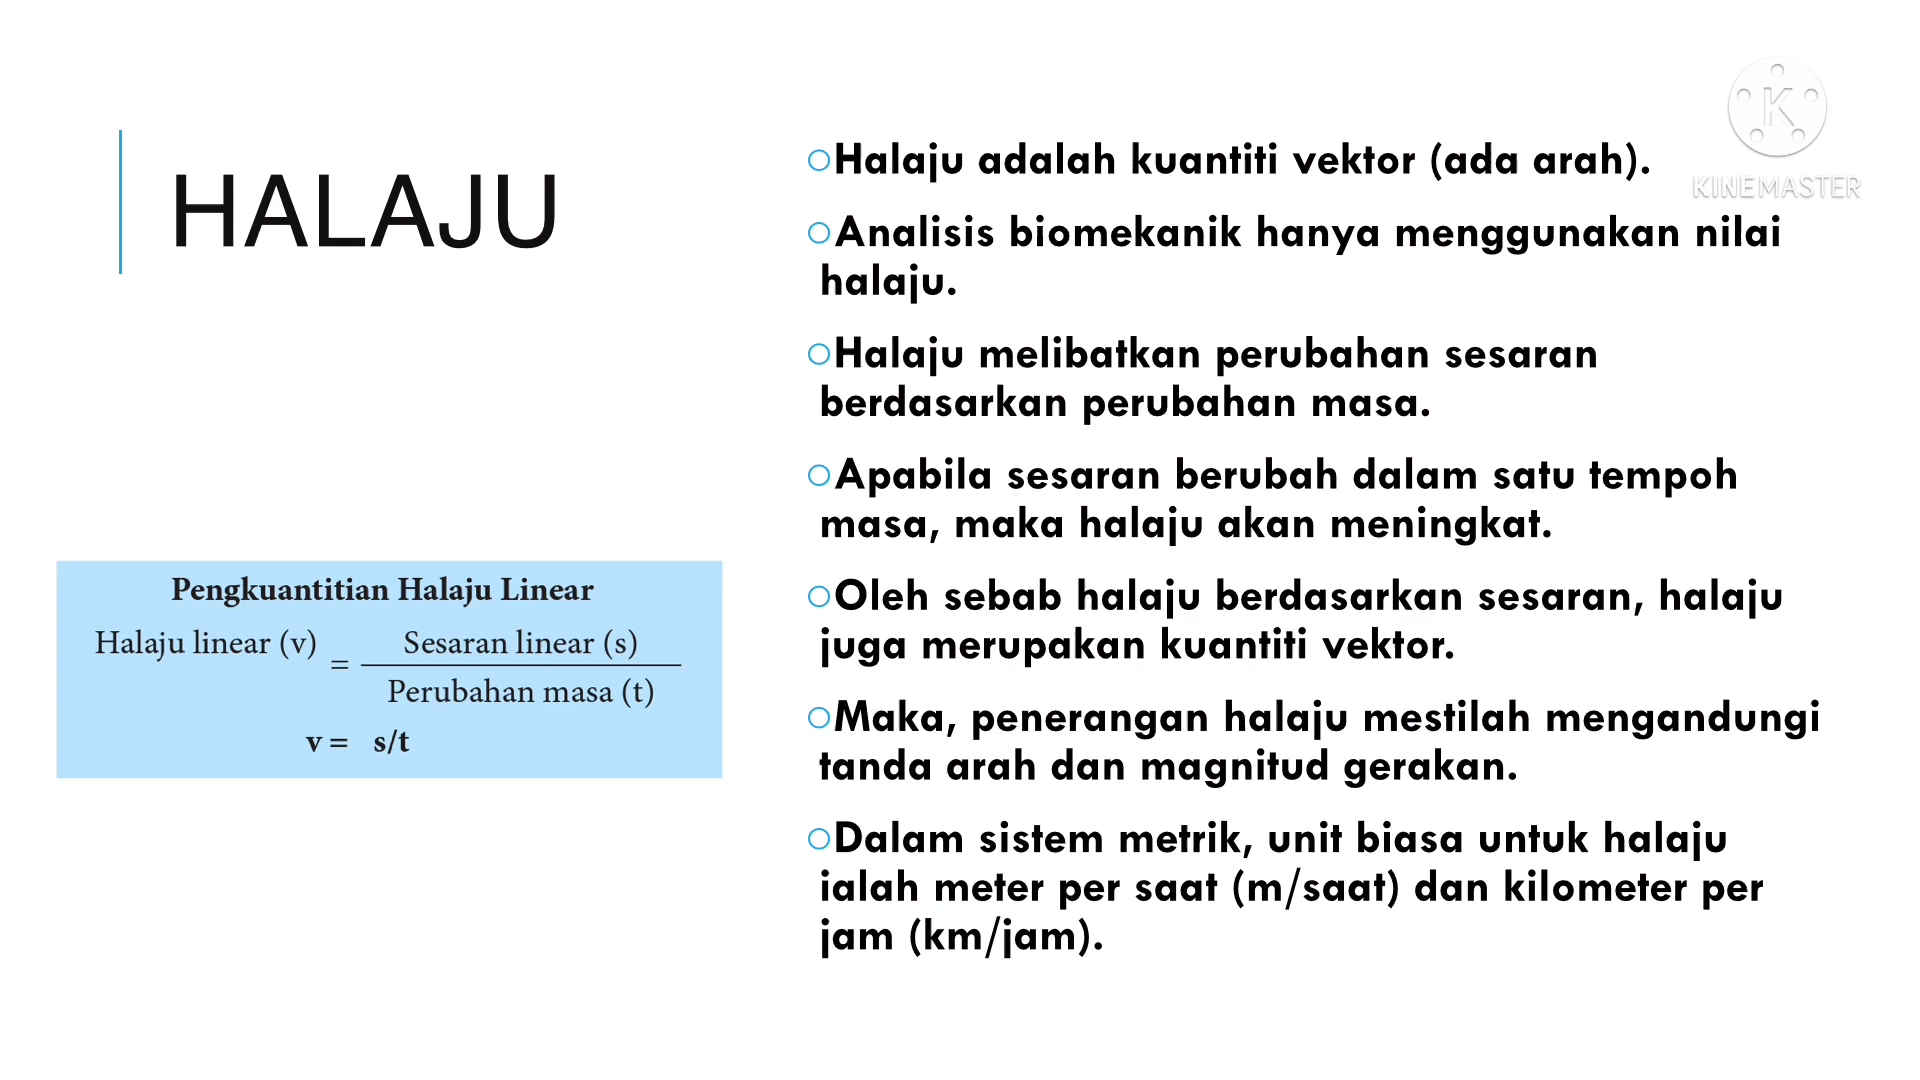 HALAJU
Pengkuantitian Halaju Linear
Halaju linear (v) = Sesaran linear (s)
Perubahan masa (t)
v = s/t
Halaju adalah kuantiti vektor (ada arah).
Analisis biomekanik hanya menggunakan nilai
halaju.
Halaju melibatkan perubahan sesaran
berdasarkan perubahan masa.
Apabila sesaran berubah dalam satu tempoh
masa, maka halaju akan meningkat.
Oleh sebab halaju berdasarkan sesaran, halaju
juga merupakan kuantiti vektor.
Maka, penerangan halaju mestilah mengandungi
tanda arah dan magnitud gerakan.
Dalam sistem metrik, unit biasa untuk halaju
ialah meter per saat (m/saat) dan kilometer per
jam (km/jam).
K
KINEMASTER